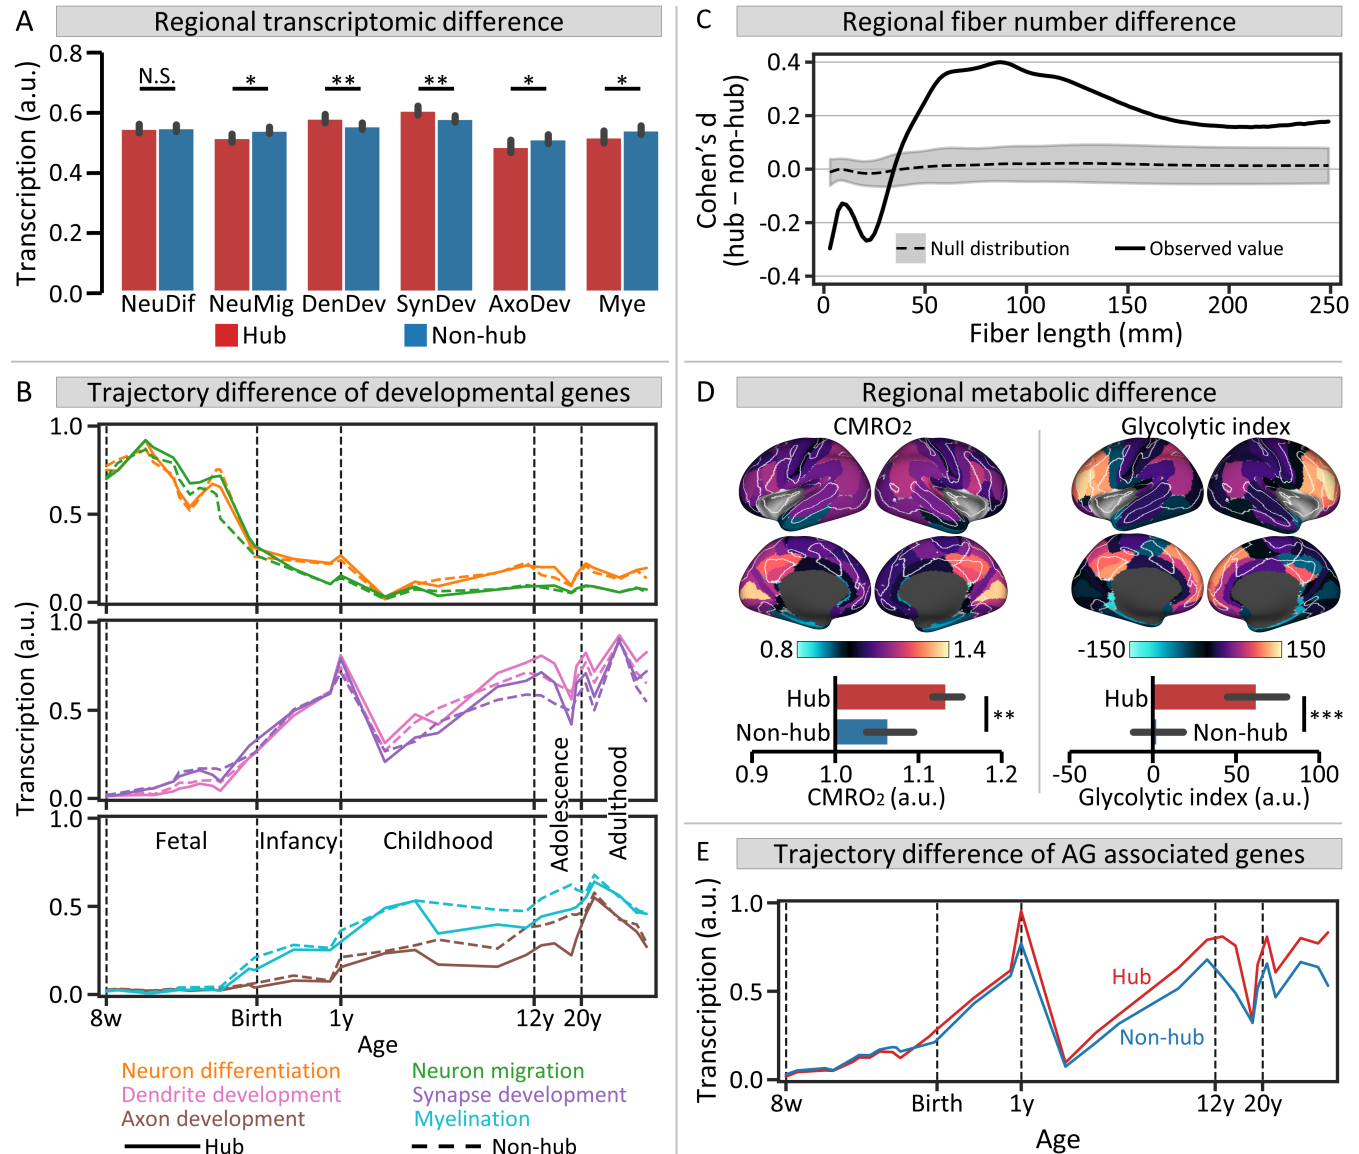 A Regional transcriptomic difference
Transcription (a.u.)
0.8
0.6
0.4
0.2
0.0
N.S. * ** ** * *
NeuDif NeuMig DenDev SynDev AxoDev Mye
Hub Non-hub
B Trajectory difference of developmental genes
Transcription (a.u.)
1.0
0.5
0.0
1.0
0.5
0.0
1.0
0.5
0.0
Fetal Infancy Childhood Adolescence Adulthood
8w Birth 1y 12y 20y
Age
Neuron differentiation Neuron migration
Dendrite development Synapse development
Axon development Myelination
Hub Non-hub
C Regional fiber number difference
Cohen's d
(hub – non-hub)
0.4
0.2
0.0
-0.2
-0.4
Null distribution Observed value
0 50 100 150 200 250
Fiber length (mm)
D Regional metabolic difference
CMRO2 Glycolytic index
0.8 1.4 -150 150
Hub ** Hub ***
Non-hub Non-hub
0.9 1.0 1.1 1.2 -50 0 50 100
CMRO2 (a.u.) Glycolytic index (a.u.)
E Trajectory difference of AG associated genes
Transcription (a.u.)
1.0
0.5
0.0
Hub
Non-hub
8w Birth 1y 12y 20y
Age